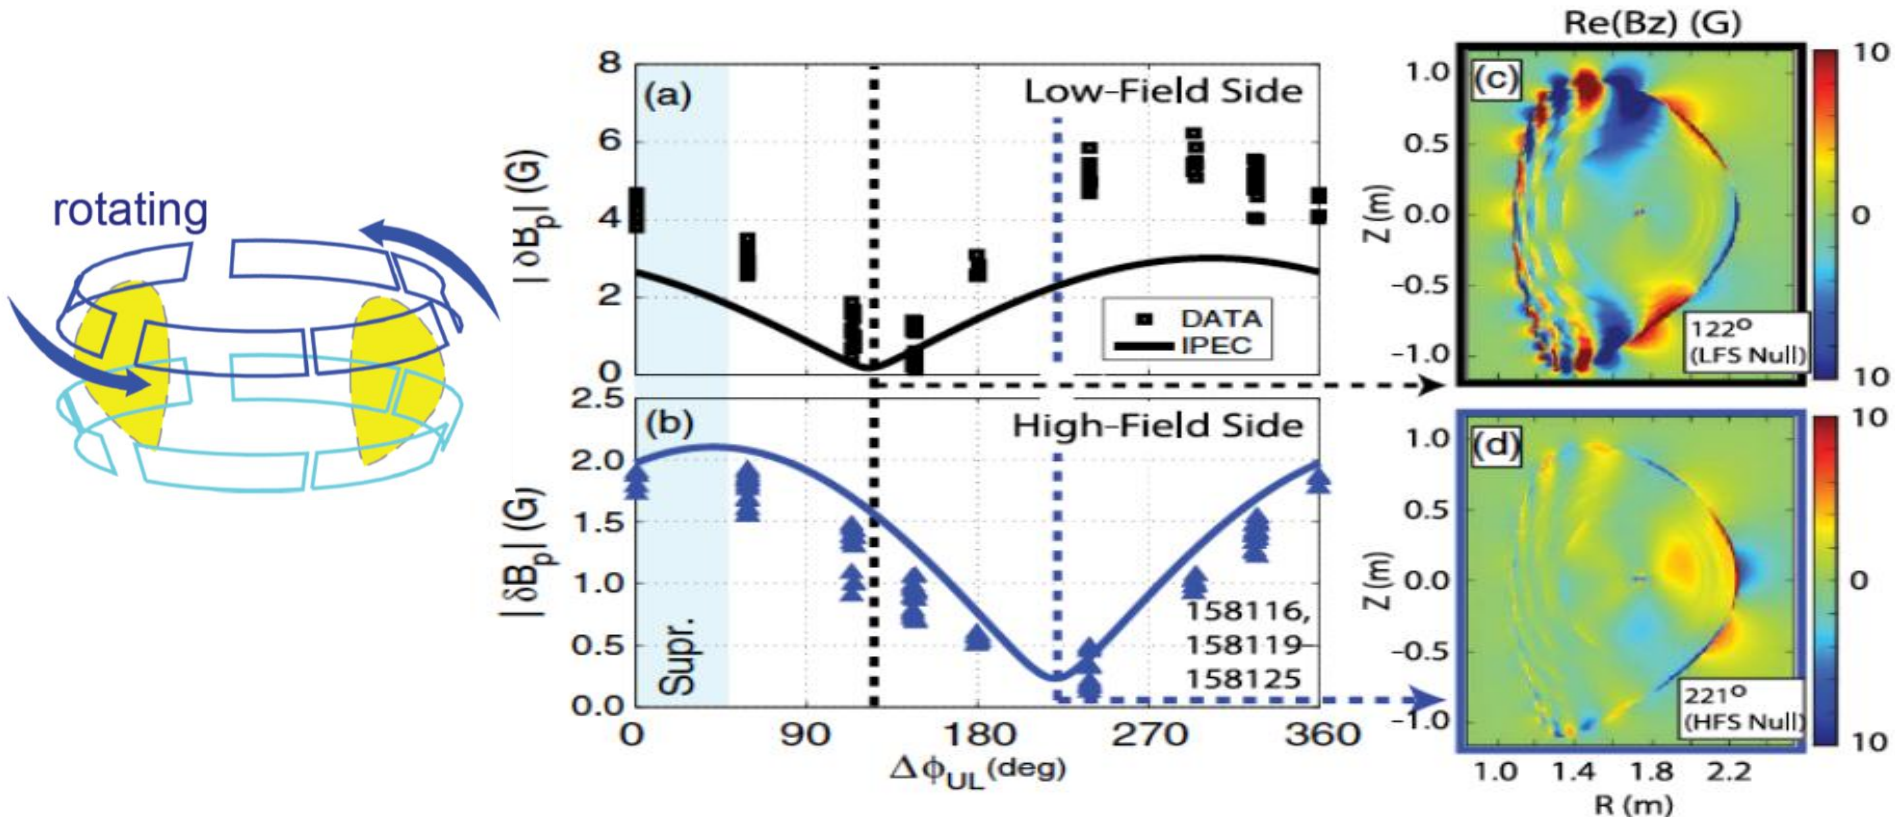 rotating
(a)
Low-Field Side
|δBp| (G)
8
6
4
2
0
DATA
IPEC
(b)
High-Field Side
|δBp| (G)
2.5
2.0
1.5
1.0
0.5
0.0
Supr.
158116,
158119-
158125
0 90 180 270 360
ΔϕUL (deg)
Re(Bz) (G)
(c)
Z (m)
1.0
0.5
0.0
-0.5
-1.0
122o
(LFS Null)
10
0
10
(d)
Z (m)
1.0
0.5
0.0
-0.5
-1.0
221o
(HFS Null)
10
0
10
1.0 1.4 1.8 2.2
R (m)